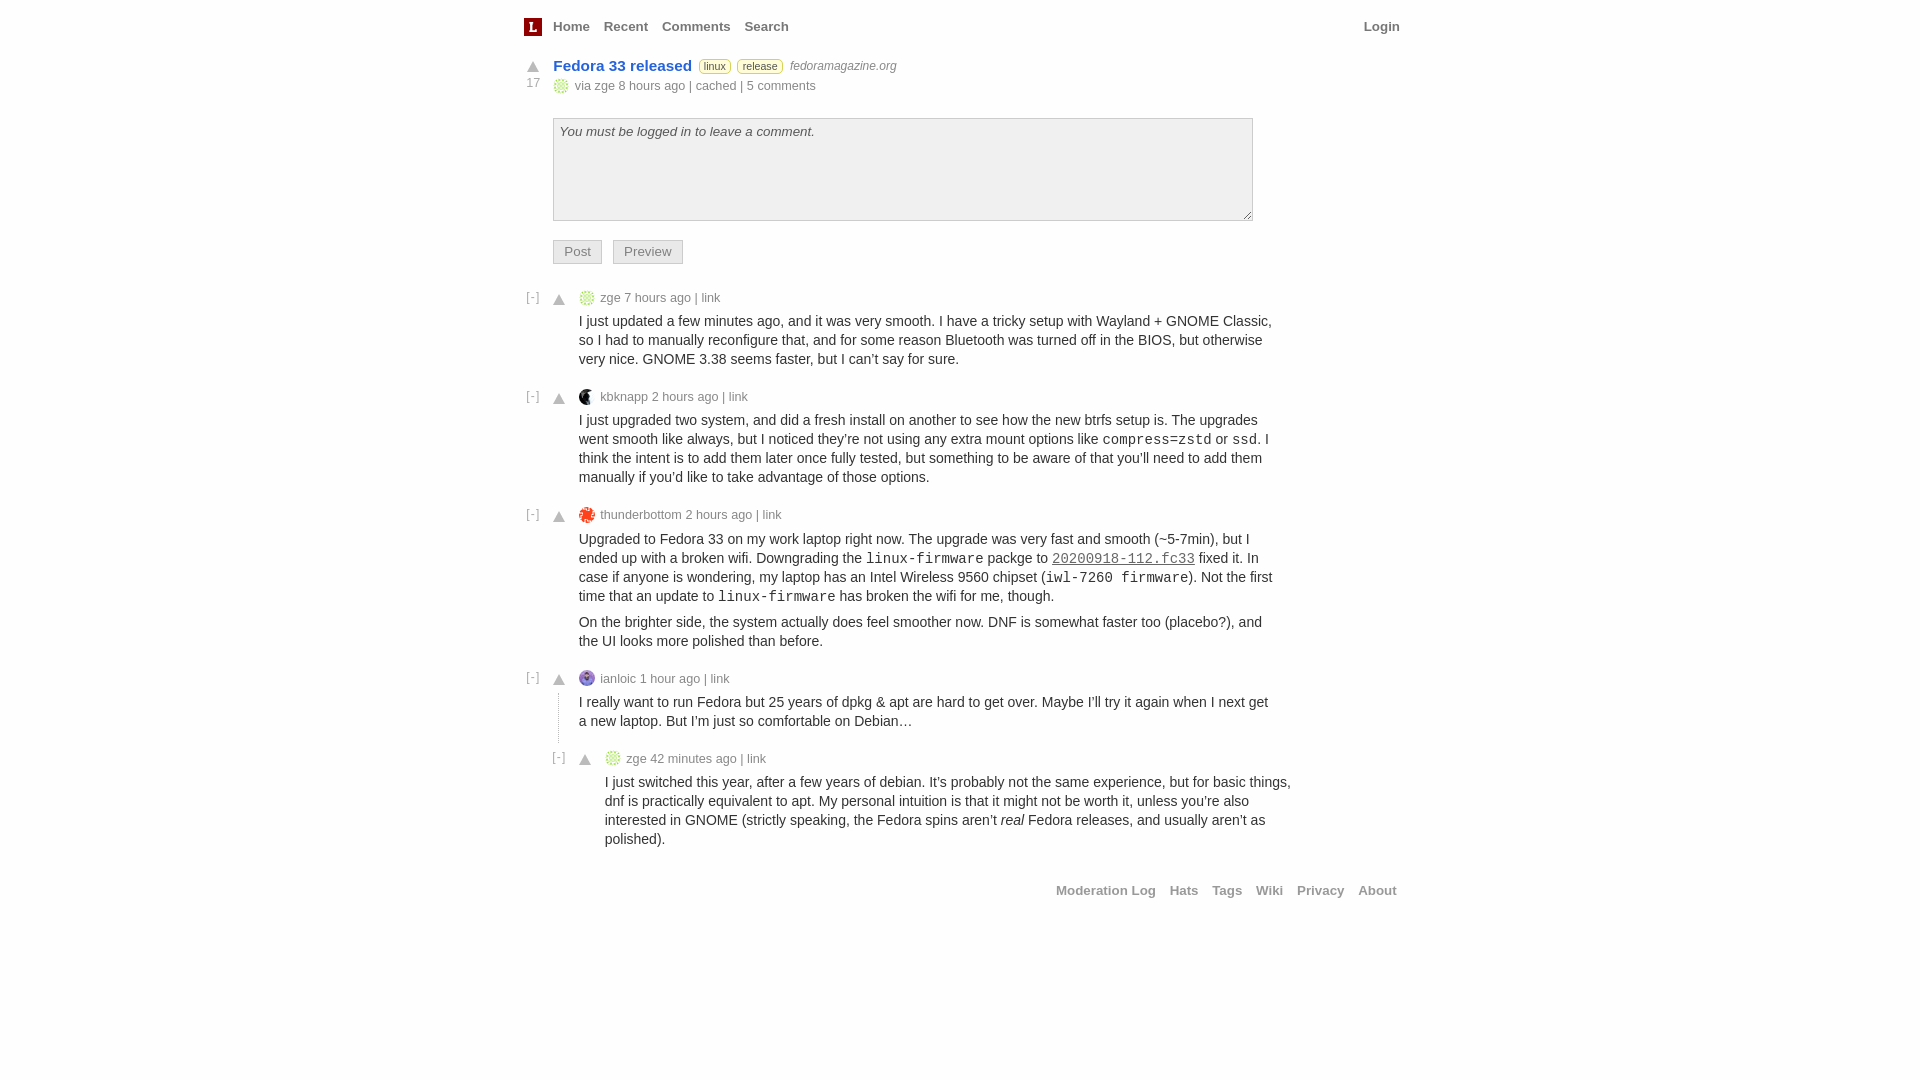 L Home Recent Comments Search Login
Fedora 33 released linux release fedoramagazine.org
17 via zge 8 hours ago | cached | 5 comments
You must be logged in to leave a comment.
Post Preview
[-] zge 7 hours ago | link
I just updated a few minutes ago, and it was very smooth. I have a tricky setup with Wayland + GNOME Classic,
so I had to manually reconfigure that, and for some reason Bluetooth was turned off in the BIOS, but otherwise
very nice. GNOME 3.38 seems faster, but I can’t say for sure.
[-] kbknapp 2 hours ago | link
I just upgraded two system, and did a fresh install on another to see how the new btrfs setup is. The upgrades
went smooth like always, but I noticed they’re not using any extra mount options like compress=zstd or ssd. I
think the intent is to add them later once fully tested, but something to be aware of that you’ll need to add them
manually if you’d like to take advantage of those options.
[-] thunderbottom 2 hours ago | link
Upgraded to Fedora 33 on my work laptop right now. The upgrade was very fast and smooth (~5-7min), but I
ended up with a broken wifi. Downgrading the linux-firmware packge to 20200918-112.fc33 fixed it. In
case if anyone is wondering, my laptop has an Intel Wireless 9560 chipset (iwl-7260 firmware). Not the first
time that an update to linux-firmware has broken the wifi for me, though.
On the brighter side, the system actually does feel smoother now. DNF is somewhat faster too (placebo?), and
the UI looks more polished than before.
[-] ianloic 1 hour ago | link
I really want to run Fedora but 25 years of dpkg & apt are hard to get over. Maybe I’ll try it again when I next get
a new laptop. But I’m just so comfortable on Debian…
[-] zge 42 minutes ago | link
I just switched this year, after a few years of debian. It’s probably not the same experience, but for basic things,
dnf is practically equivalent to apt. My personal intuition is that it might not be worth it, unless you’re also
interested in GNOME (strictly speaking, the Fedora spins aren’t real Fedora releases, and usually aren’t as
polished).
Moderation Log Hats Tags Wiki Privacy About